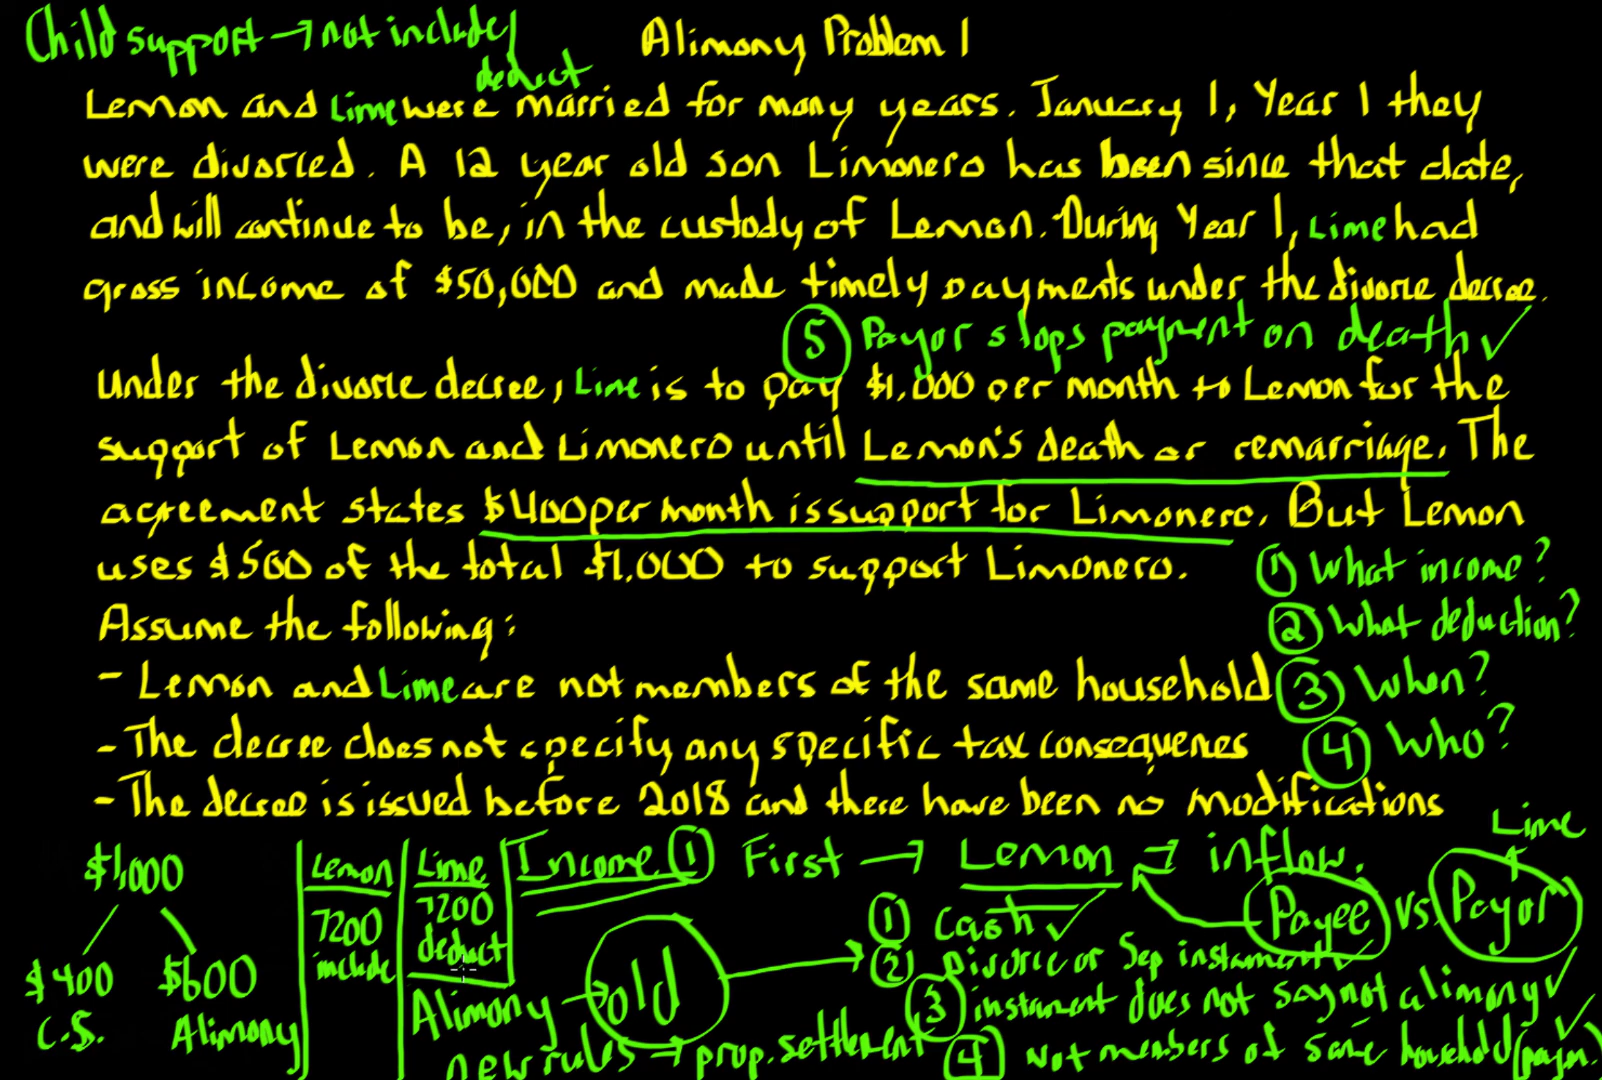 Child support → not include/ Alimony Problem 1
deduct
Lemon and Lime were married for many years. January 1, Year 1 they
were divorced. A 12 year old son Limonero has been since that date,
and will continue to be, in the custody of Lemon. During Year 1, Lime had
gross income of $50,000 and made timely payments under the divorce decree.
⑤ Payor stops payment on death ✓
Under the divorce decree, Lime is to pay $1,000 per month to Lemon for the
support of Lemon and Limonero until Lemon's death or remarriage. The
agreement states $400 per month is support for Limonero. But Lemon
uses $500 of the total $1,000 to support Limonero.
① What income?
Assume the following:
② What deduction?
- Lemon and Lime are not members of the same household
③ When?
- The decree does not specify any specific tax consequences
④ Who?
- The decree is issued before 2018 and there have been no modifications
Lime
$1,000 Lemon Lime Income ① First → Lemon → inflow.
7200 7200 ① Cash ✓ Payee vs. Payor
include deduct
$400 $600 old → ② Divorce or Sep instrument ✓
C.S. Alimony Alimony → ③ instrument does not say not alimony ✓
new rules → prop. settlement ④ Not members of same household (payor) ✓